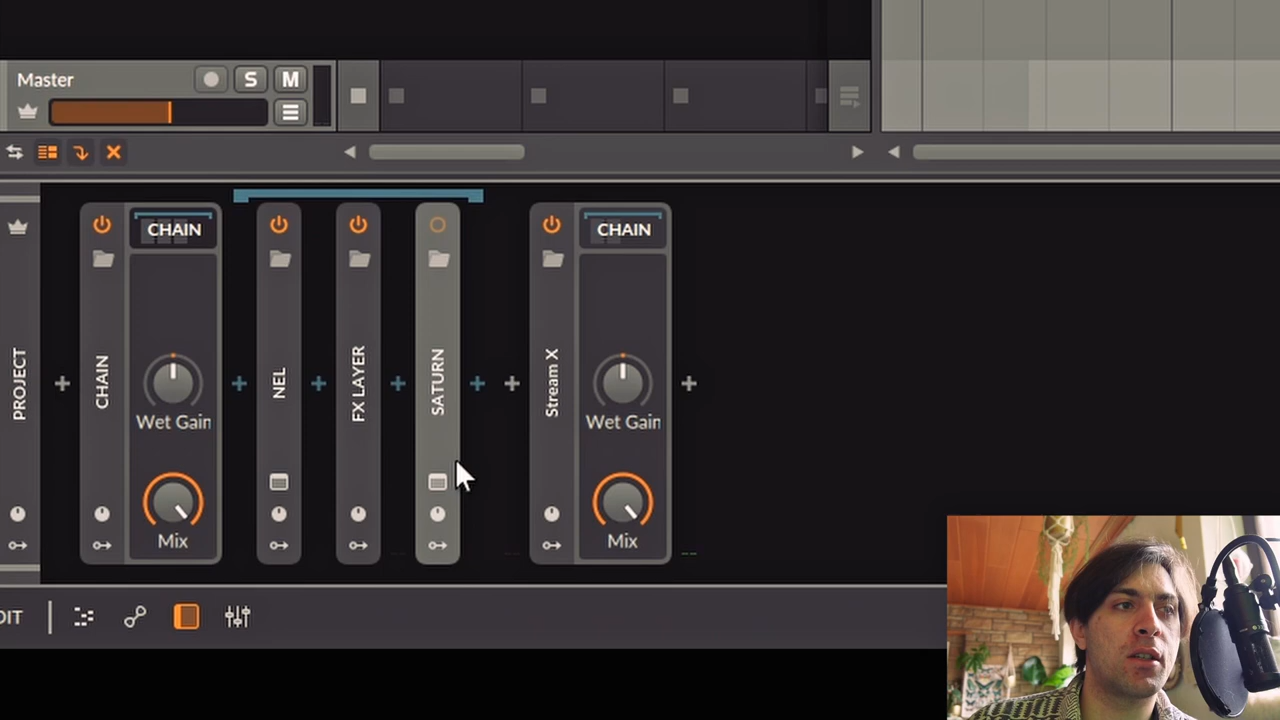 Master
S
M
PROJECT
CHAIN
CHAIN
Wet Gain
Mix
NEL
FX LAYER
SATURN
Stream X
CHAIN
Wet Gain
Mix
DIT